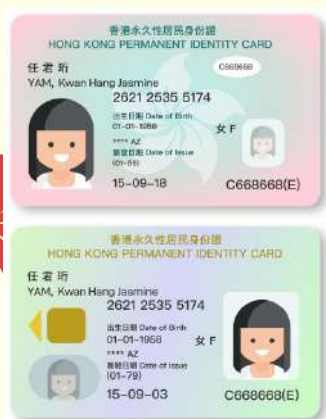 香港永久性居民身份證
HONG KONG PERMANENT IDENTITY CARD
任君珩
YAM, Kwan Hang Jasmine
C668668
2621 2535 5174
出生日期 Date of Birth
01-01-1958
女 F
*** AZ
簽發日期 Date of Issue
(01-99)
15-09-18
C668668(E)
香港永久性居民身份證
HONG KONG PERMANENT IDENTITY CARD
任君珩
YAM, Kwan Hang Jasmine
2621 2535 5174
出生日期 Date of Birth
01-01-1958
女 F
*** AZ
簽發日期 Date of Issue
(01-79)
15-09-03
C668668(E)